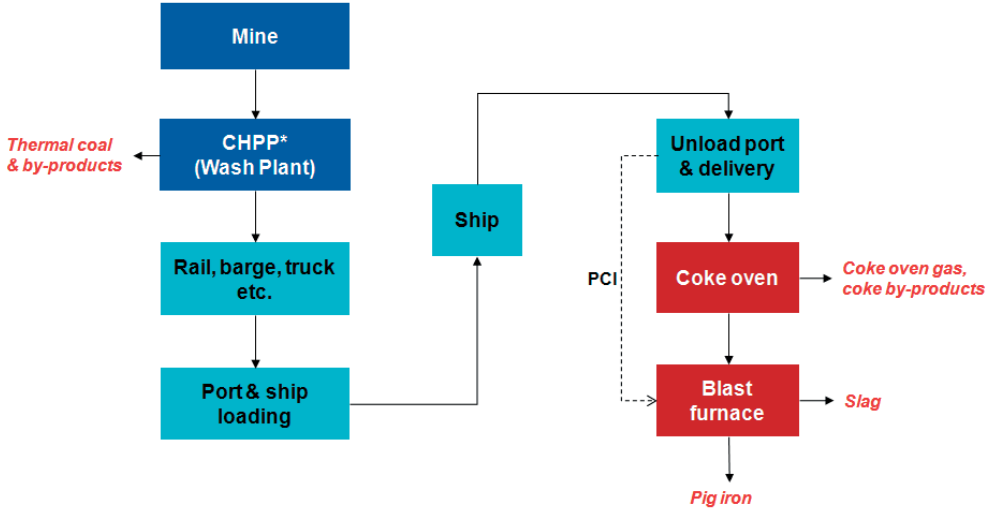 Mine
CHPP*
(Wash Plant)
Thermal coal
& by-products
Rail, barge, truck
etc.
Port & ship
loading
Ship
Unload port
& delivery
PCI
Coke oven
Coke oven gas,
coke by-products
Blast
furnace
Slag
Pig iron